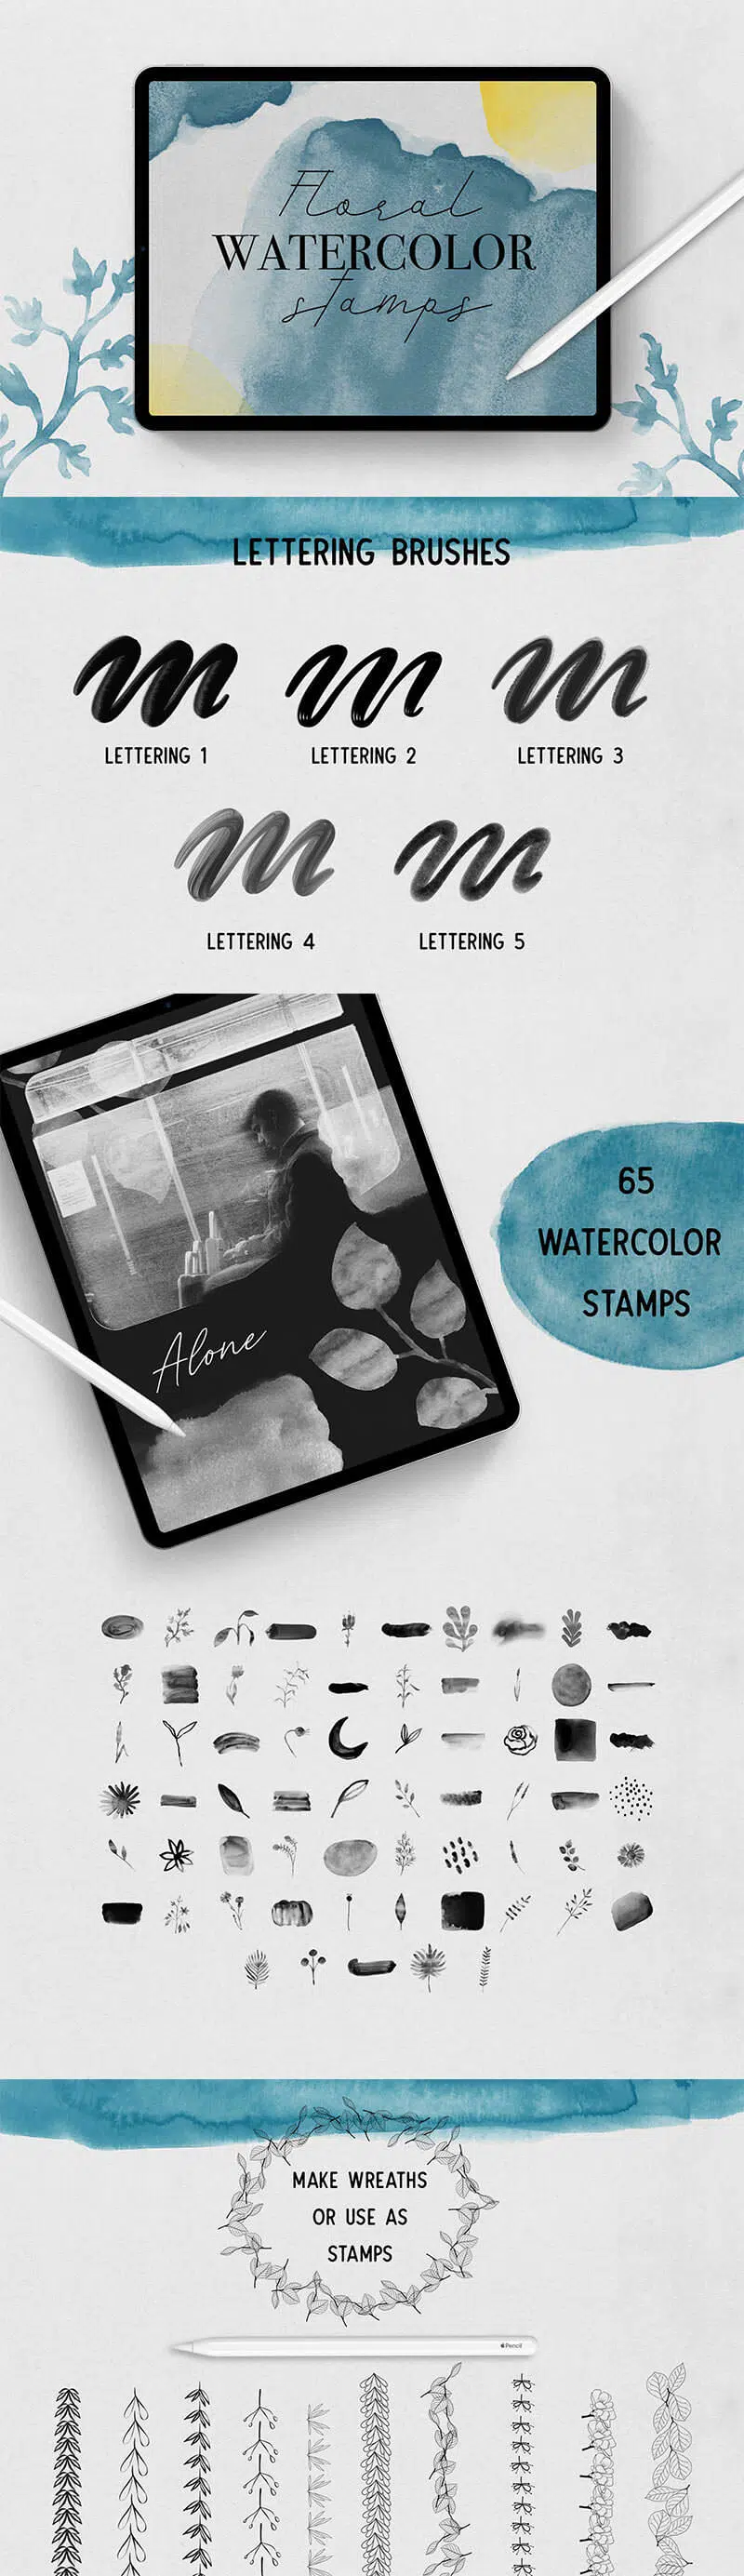 Floral
WATERCOLOR
stamps
LETTERING BRUSHES
LETTERING 1
LETTERING 2
LETTERING 3
LETTERING 4
LETTERING 5
65
WATERCOLOR
STAMPS
Alone
MAKE WREATHS
OR USE AS
STAMPS
Pencil